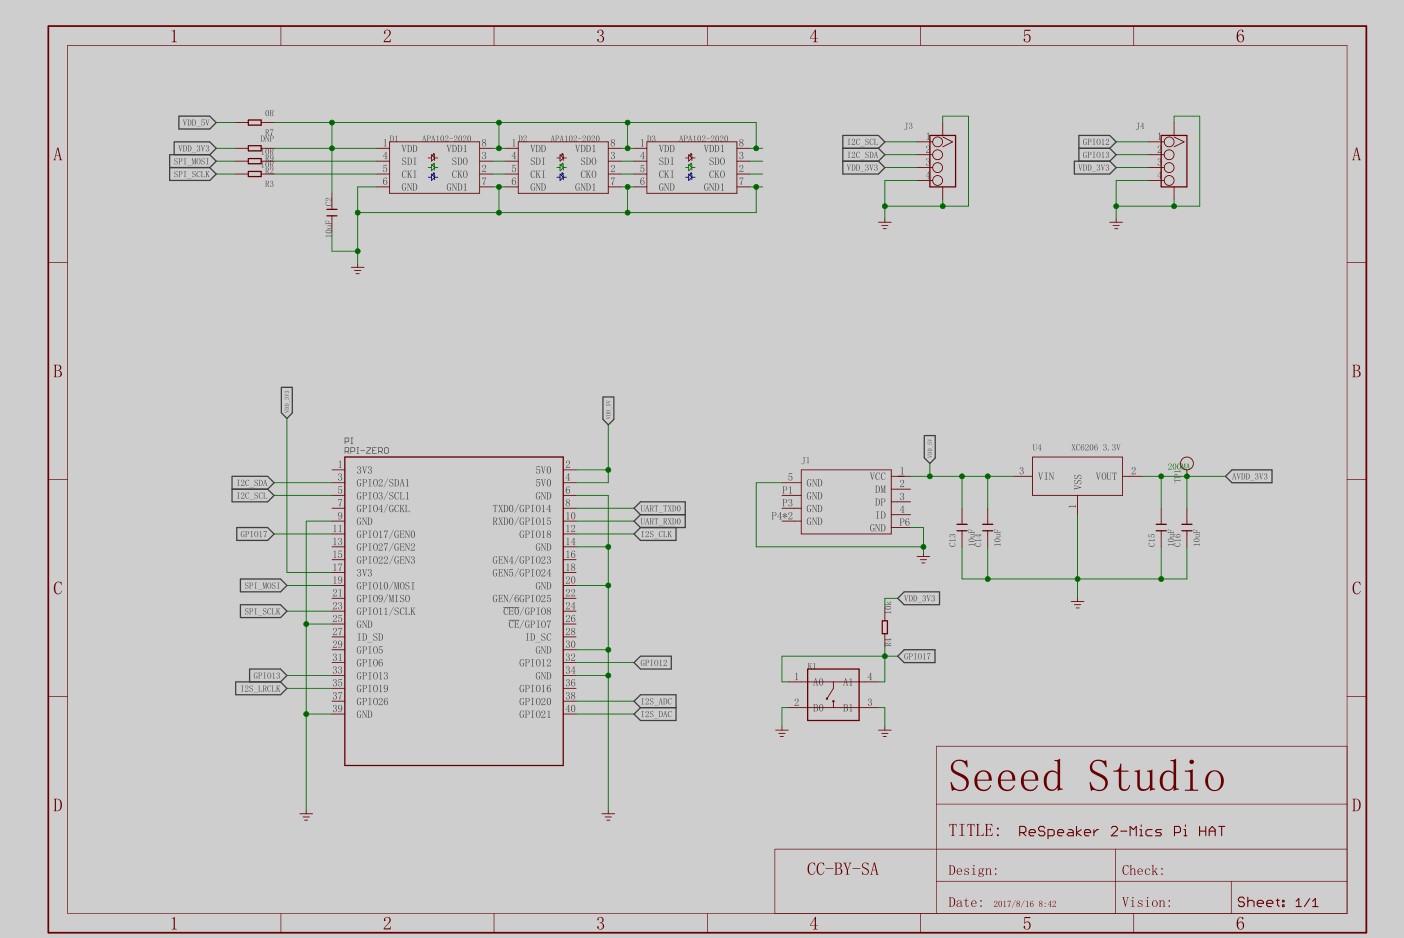 1 2 3 4 5 6
A A
B B
C C
D D
VDD_5V
0R
R7
DNP
VDD_3V3
SPI_MOSI
SPI_SCLK
R3
C2
10uF
D1 APA102-2020
1 VDD VDD1 8
4 SDI SDO 3
5 CKI CKO 2
6 GND GND1 7
D2 APA102-2020
1 VDD VDD1 8
4 SDI SDO 3
5 CKI CKO 2
6 GND GND1 7
D3 APA102-2020
1 VDD VDD1 8
4 SDI SDO 3
5 CKI CKO 2
6 GND GND1 7
J3
I2C_SCL
I2C_SDA
VDD_3V3
J4
GPIO12
GPIO13
VDD_3V3
VDD_3V3
VDD_5V
PI
RPI-ZERO
1 3V3 5V0 2
I2C_SDA 3 GPIO2/SDA1 5V0 4
I2C_SCL 5 GPIO3/SCL1 GND 6
7 GPIO4/GCKL TXD0/GPIO14 8 UART_TXD0
9 GND RXD0/GPIO15 10 UART_RXD0
GPIO17 11 GPIO17/GEN0 GPIO18 12 I2S_CLK
13 GPIO27/GEN2 GND 14
15 GPIO22/GEN3 GEN4/GPIO23 16
17 3V3 GEN5/GPIO24 18
SPI_MOSI 19 GPIO10/MOSI GND 20
21 GPIO9/MISO GEN/6GPIO25 22
SPI_SCLK 23 GPIO11/SCLK CE0/GPIO8 24
25 GND CE/GPIO7 26
27 ID_SD ID_SC 28
29 GPIO5 GND 30
31 GPIO6 GPIO12 32 GPIO12
GPIO13 33 GPIO13 GND 34
I2S_LRCLK 35 GPIO19 GPIO16 36
37 GPIO26 GPIO20 38 I2S_ADC
39 GND GPIO21 40 I2S_DAC
VDD_5V
J1
5 GND VCC 1
P1 GND DM 2
P3 GND DP 3
P4*2 GND ID 4
GND P6
C13 10uF
C14 10uF
U4 XC6206 3.3V
3 VIN VOUT 2
VSS
1
200MA
TP1
AVDD_3V3
C15 10uF
C16 10uF
VDD_3V3
10k
R4
GPIO17
K1
1 A0 A1 4
2 B0 B1 3
Seeed Studio
TITLE: ReSpeaker 2-Mics Pi HAT
CC-BY-SA
Design: Check:
Date: 2017/8/16 8:42 Vision: Sheet: 1/1
1 2 3 4 5 6